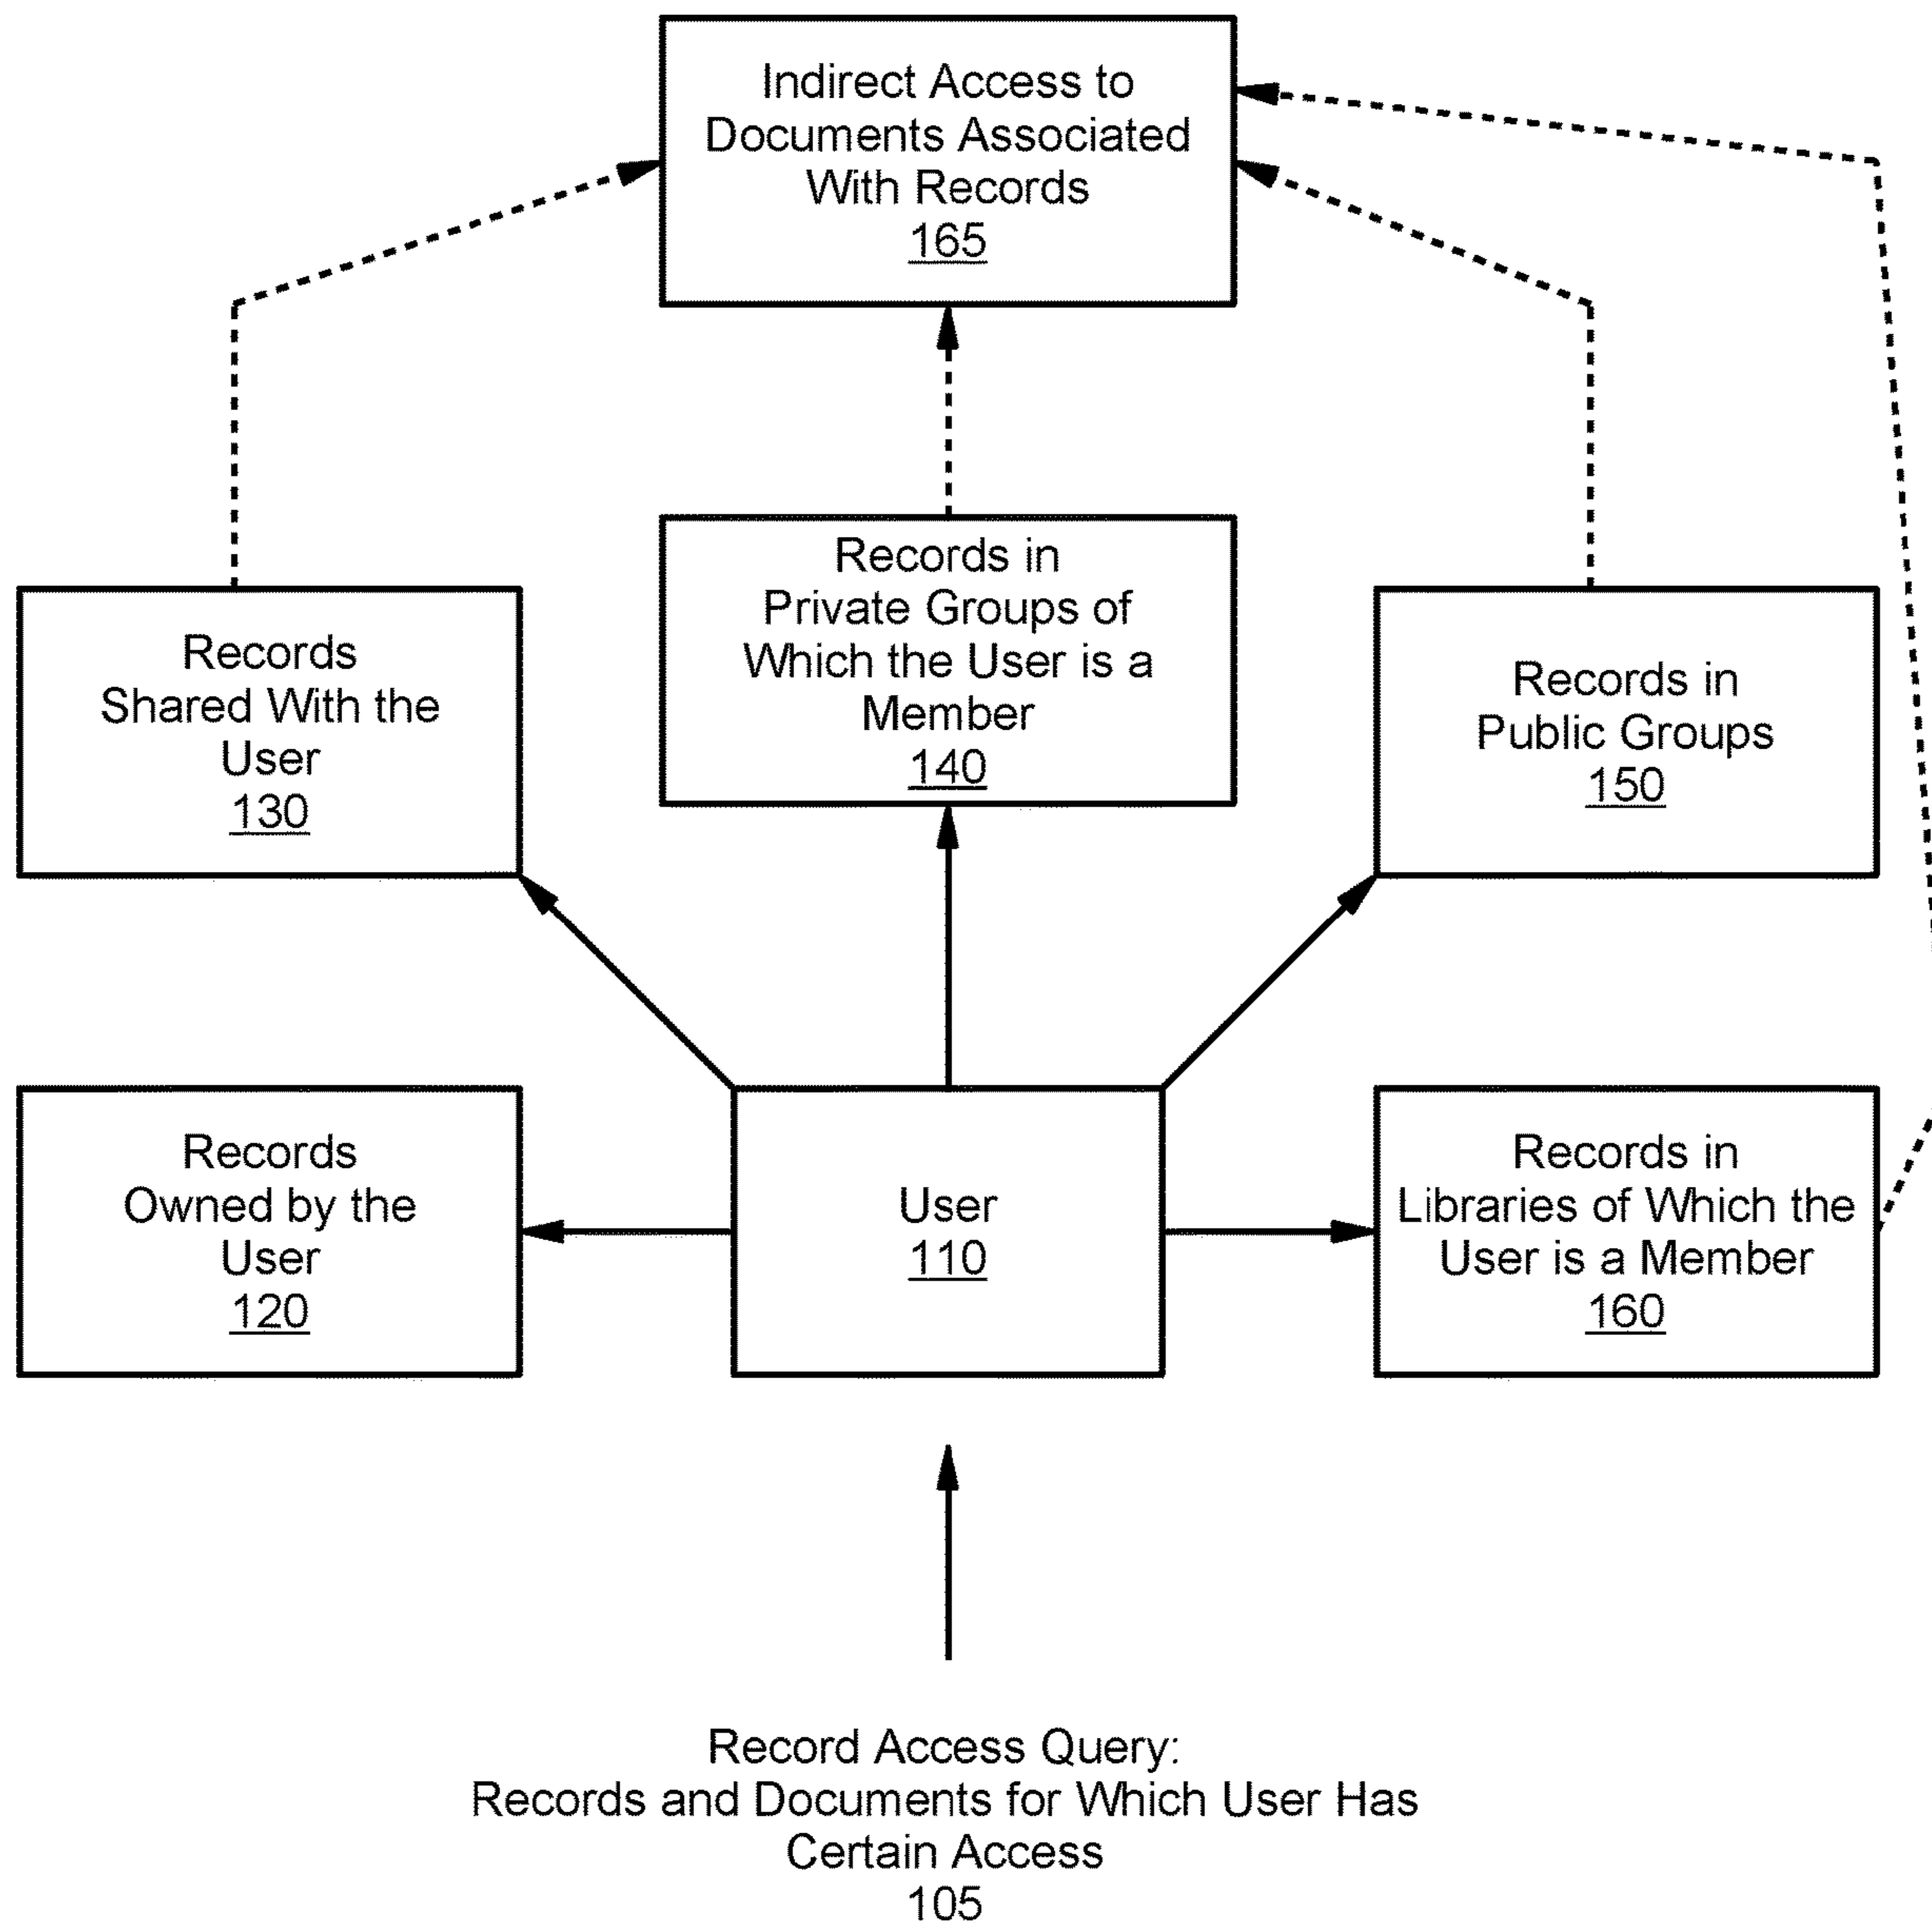 Indirect Access to
Documents Associated
With Records
165
Records
Shared With the
User
130
Records in
Private Groups of
Which the User is a
Member
140
Records in
Public Groups
150
Records
Owned by the
User
120
User
110
Records in
Libraries of Which the
User is a Member
160
Record Access Query:
Records and Documents for Which User Has
Certain Access
105